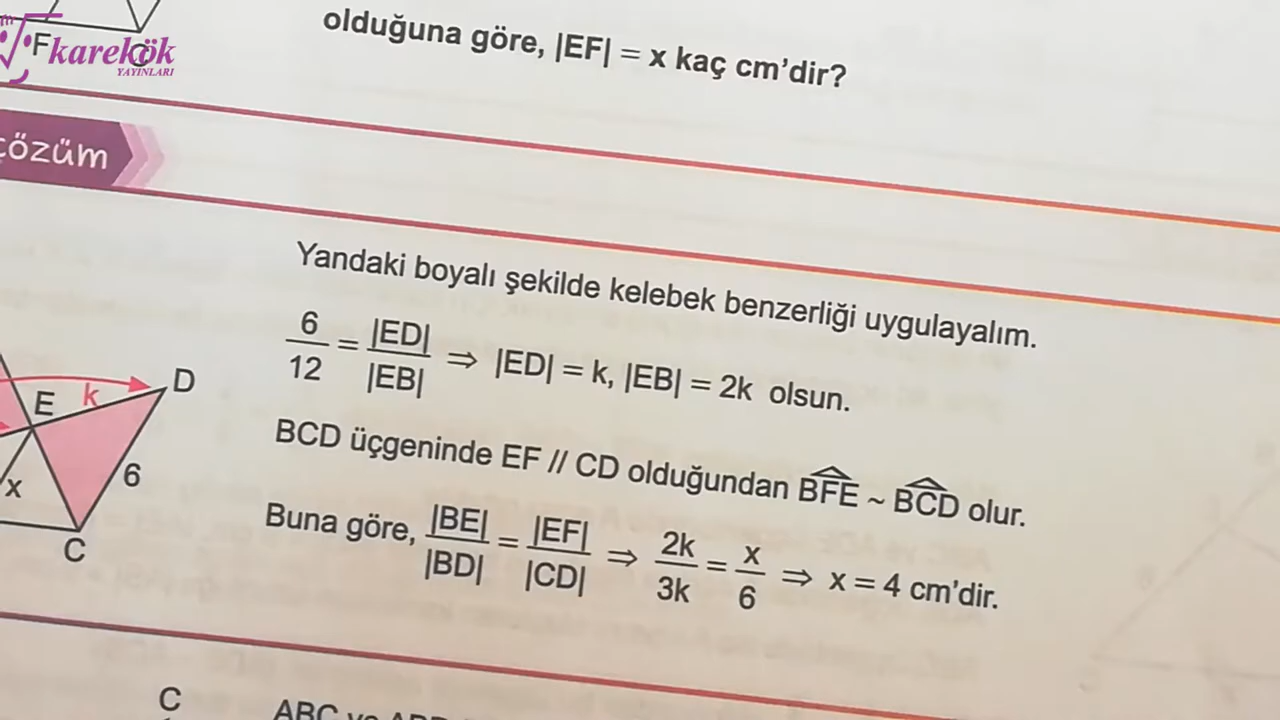 olduğuna göre, |EF| = x kaç cm'dir?
F
karekök
YAYINLARI
çözüm
Yandaki boyalı şekilde kelebek benzerliği uygulayalım.
6/12 = |ED|/|EB| ⇒ |ED| = k, |EB| = 2k olsun.
D
k
E
BCD üçgeninde EF // CD olduğundan BFE ~ BCD olur.
6
x
Buna göre, |BE|/|BD| = |EF|/|CD| ⇒ 2k/3k = x/6 ⇒ x = 4 cm'dir.
C
C